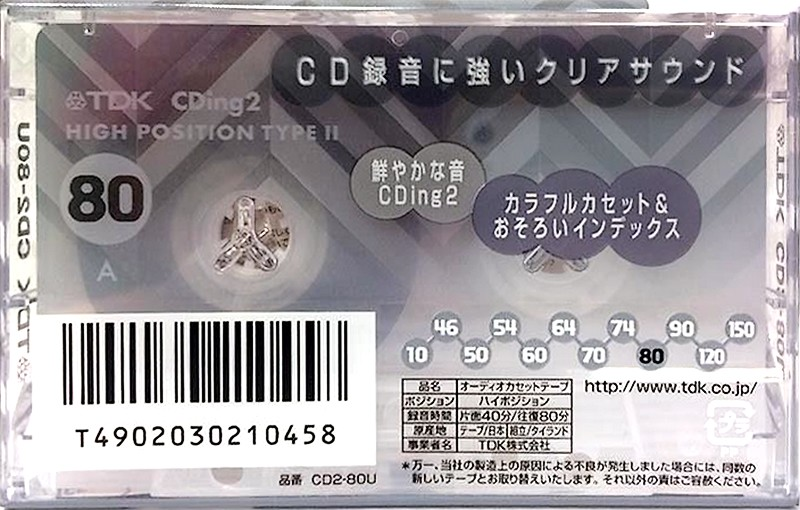 CD録音に強いクリアサウンド
TDK CDing2
HIGH POSITION TYPE II
80
A
鮮やかな音
CDing2
カラフルカセット&
おそろいインデックス
TDK CD2-80U
TDK CD2-80U
10 46 50 54 60 64 70 74 80 90 120 150
T4902030210458
品番 CD2-80U
品名 オーディオカセットテープ
ポジション ハイポジション
録音時間 片面40分/往復80分
原産地 テープ/日本 組立/タイランド
事業者名 TDK株式会社
http://www.tdk.co.jp/
プラ
*万一、当社の製造上の原因による不良が発生しました場合には、同数の
新しいテープとお取り替えいたします。それ以外の責はご容赦ください。